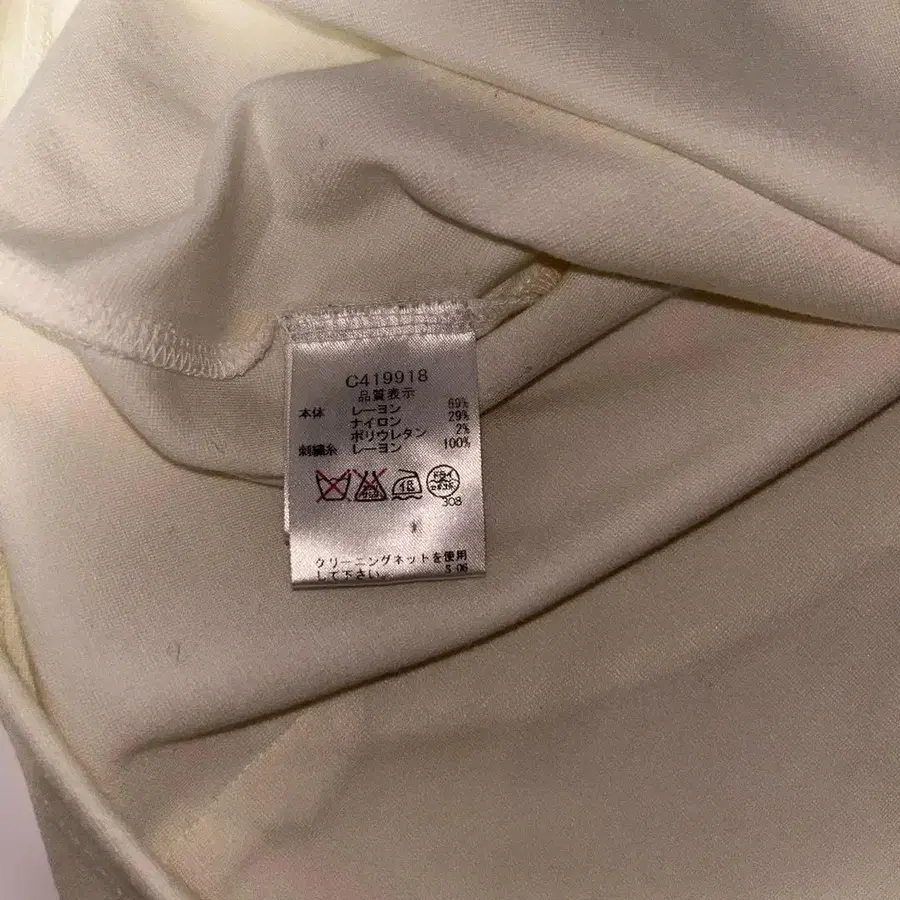 C419918
品質表示
本体 レーヨン 69%
ナイロン 29%
ポリウレタン 2%
刺繍糸 レーヨン 100%
308
クリーニングネットを使用
して下さい。 S-06